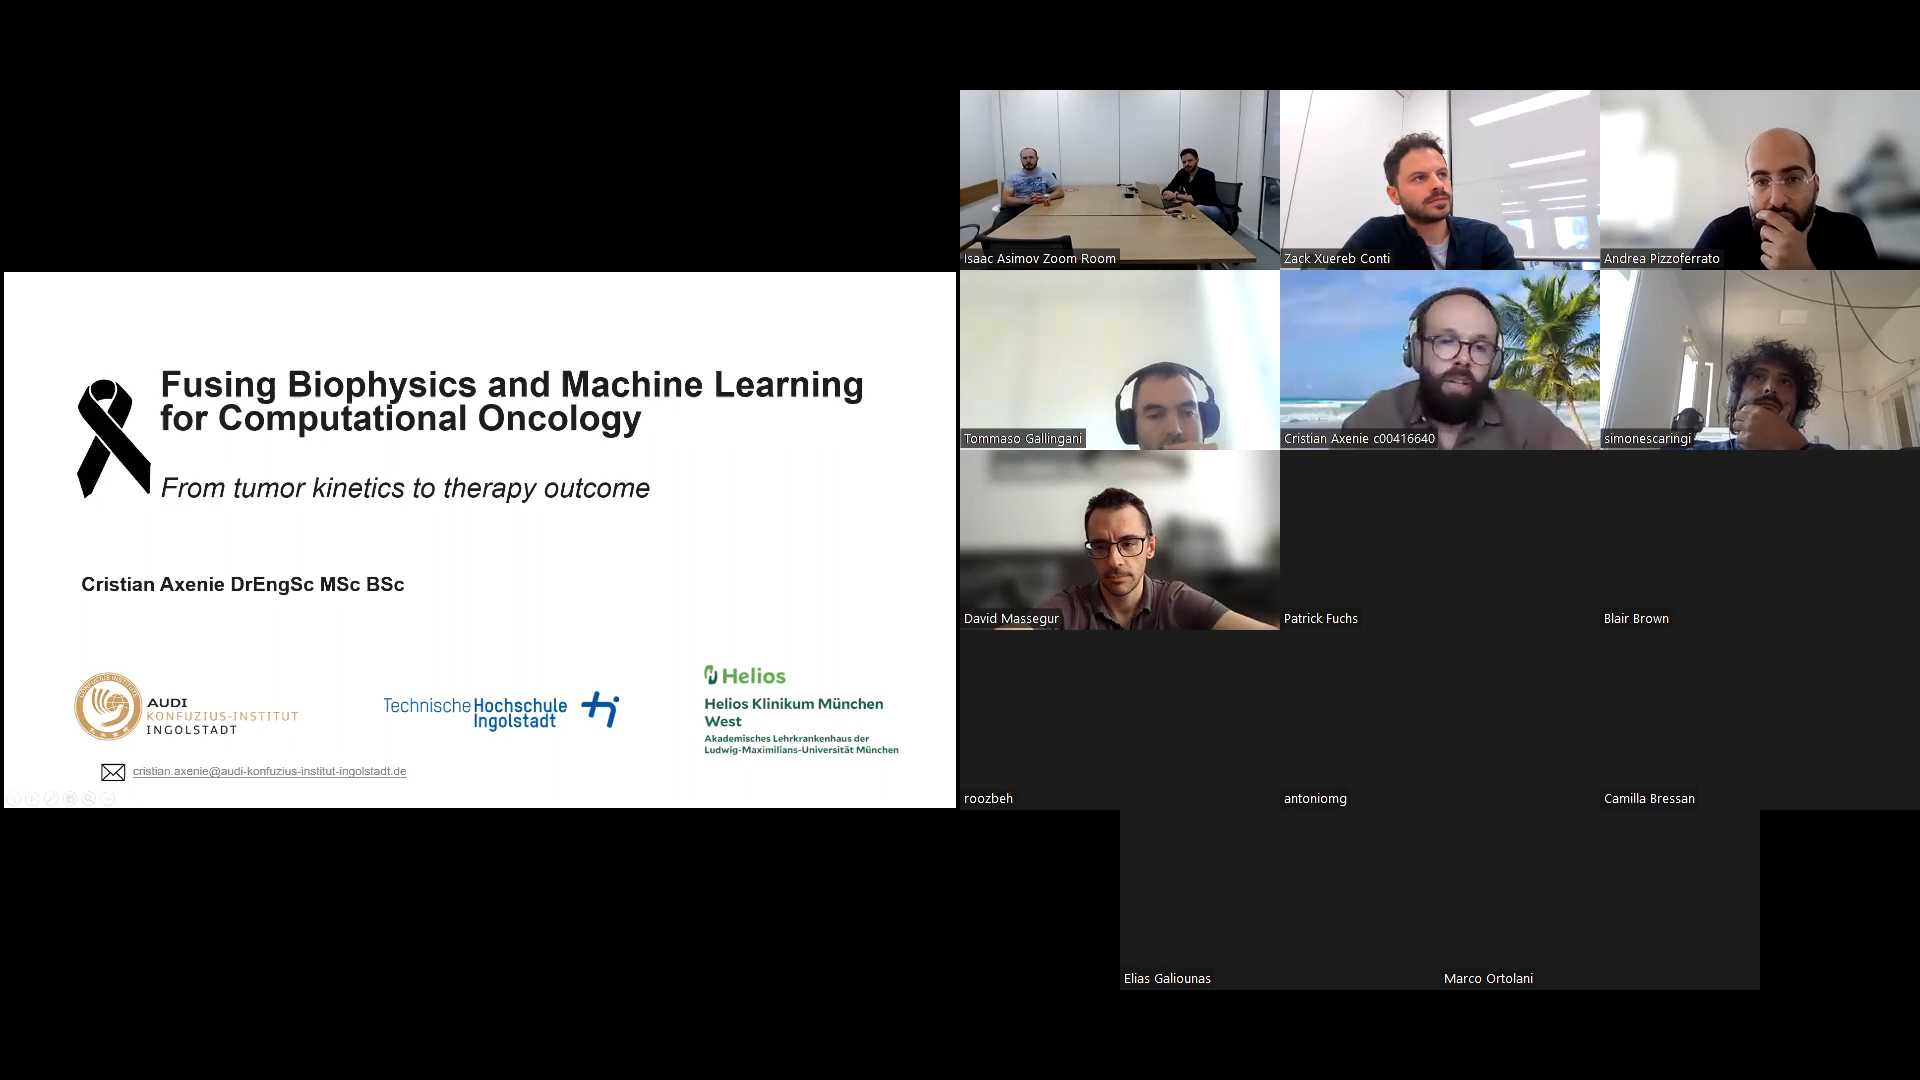 Fusing Biophysics and Machine Learning
for Computational Oncology
From tumor kinetics to therapy outcome
Cristian Axenie DrEngSc MSc BSc
CONFUCIUS INSTITUTE
AUDI
KONFUZIUS-INSTITUT
INGOLSTADT
Technische Hochschule
Ingolstadt
Helios
Helios Klinikum München
West
Akademisches Lehrkrankenhaus der
Ludwig-Maximilians-Universität München
cristian.axenie@audi-konfuzius-institut-ingolstadt.de
Isaac Asimov Zoom Room
Zack Xuereb Conti
Andrea Pizzoferrato
Tommaso Gallingani
Cristian Axenie c00416640
simonescaringi
David Massegur
Patrick Fuchs
Blair Brown
roozbeh
antoniomg
Camilla Bressan
Elias Galiounas
Marco Ortolani